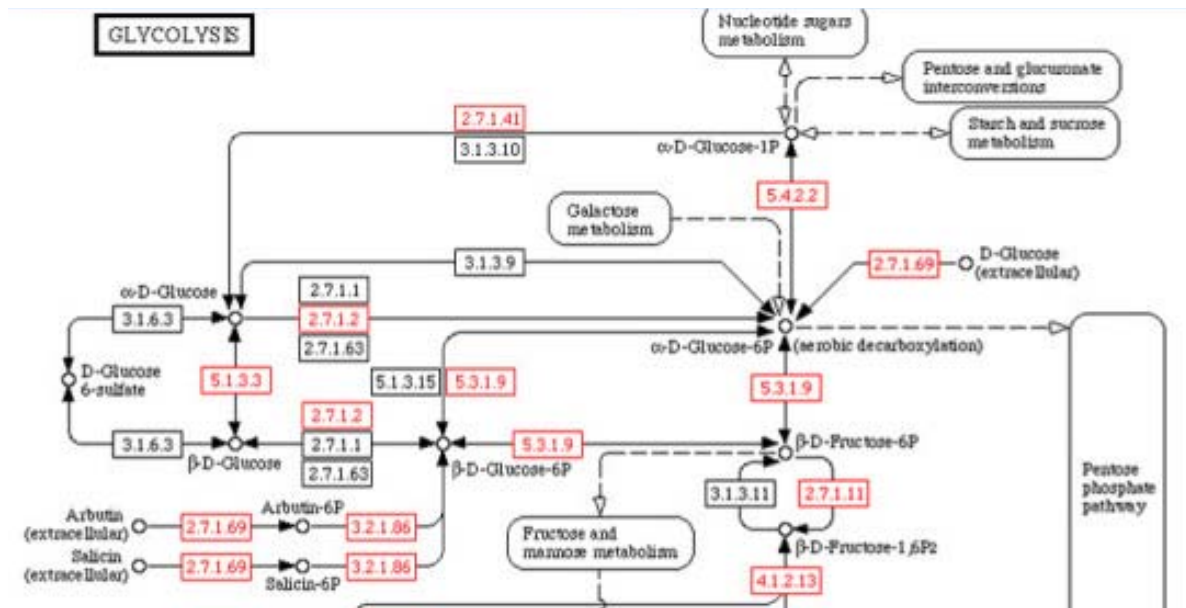 GLYCOLYSIS
Nucleotide sugars
metabolism
Pentose and glucuronate
interconversions
Starch and sucrose
metabolism
2.7.1.41
3.1.3.10
α-D-Glucose-1P
5.4.2.2
Galactose
metabolism
3.1.3.9
2.7.1.69
D-Glucose
(extracellular)
α-D-Glucose
2.7.1.1
3.1.6.3
2.7.1.2
2.7.1.63
α-D-Glucose-6P
(aerobic decarboxylation)
D-Glucose
6-sulfate
5.1.3.3
5.1.3.15
5.3.1.9
5.3.1.9
2.7.1.2
3.1.6.3
2.7.1.1
5.3.1.9
β-D-Fructose-6P
β-D-Glucose
2.7.1.63
β-D-Glucose-6P
3.1.3.11
2.7.1.11
Pentose
phosphate
pathway
Arbutin
(extracellular)
2.7.1.69
Arbutin-6P
3.2.1.86
Fructose and
mannose metabolism
β-D-Fructose-1,6P2
Salicin
(extracellular)
2.7.1.69
Salicin-6P
3.2.1.86
4.1.2.13